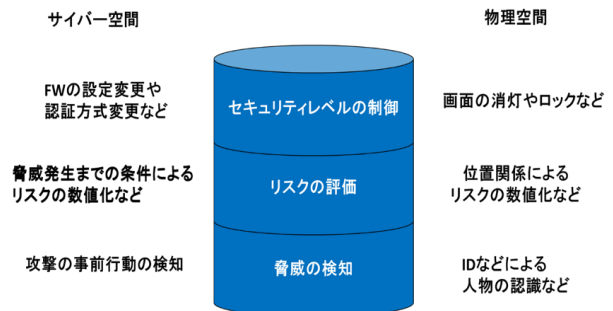 サイバー空間
物理空間
FWの設定変更や
認証方式変更など
セキュリティレベルの制御
画面の消灯やロックなど
脅威発生までの条件による
リスクの数値化など
リスクの評価
位置関係による
リスクの数値化など
攻撃の事前行動の検知
脅威の検知
IDなどによる
人物の認識など